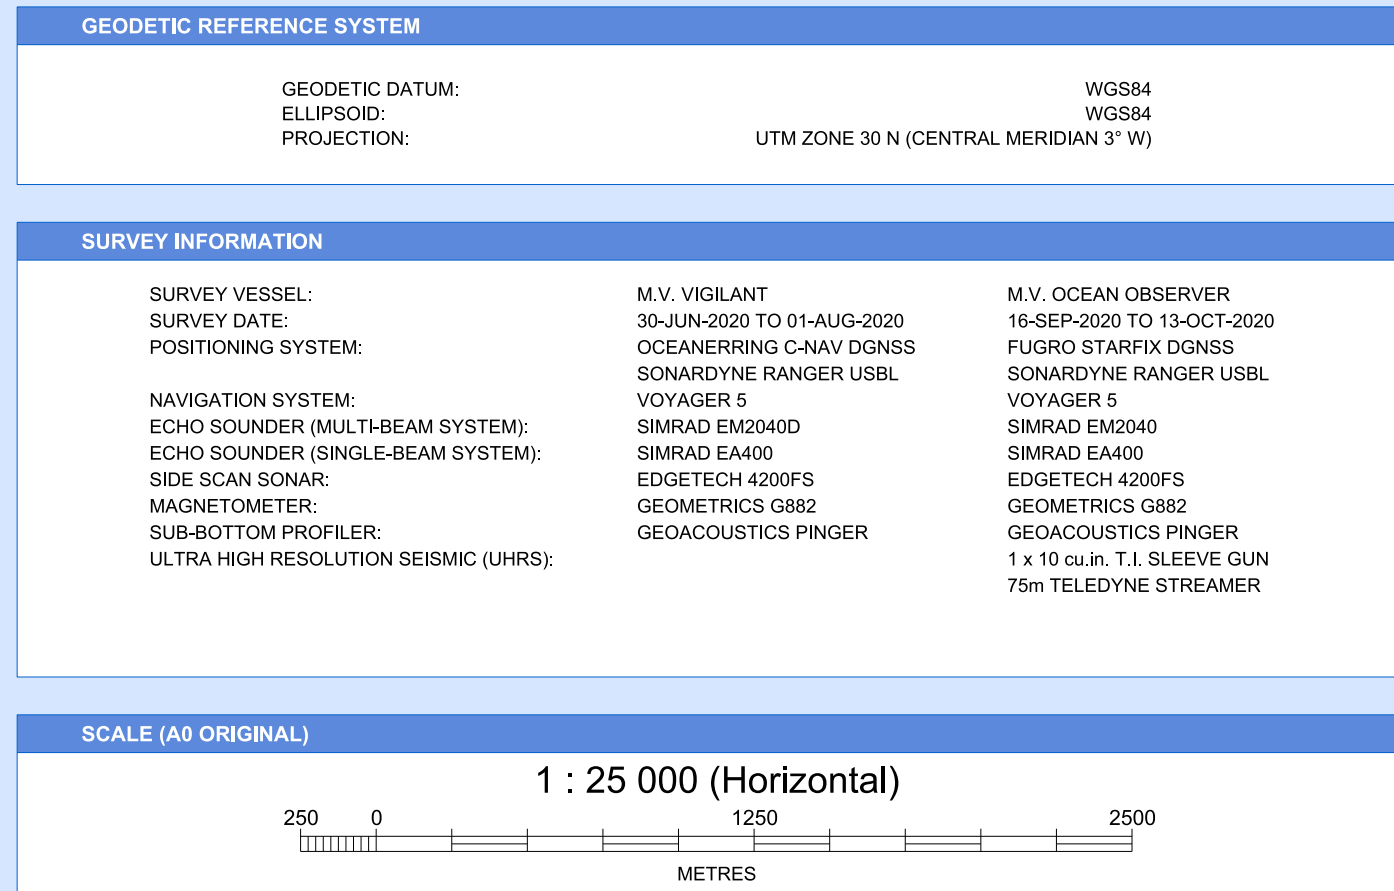 GEODETIC REFERENCE SYSTEM
GEODETIC DATUM: WGS84
ELLIPSOID: WGS84
PROJECTION: UTM ZONE 30 N (CENTRAL MERIDIAN 3° W)
SURVEY INFORMATION
SURVEY VESSEL: M.V. VIGILANT M.V. OCEAN OBSERVER
SURVEY DATE: 30-JUN-2020 TO 01-AUG-2020 16-SEP-2020 TO 13-OCT-2020
POSITIONING SYSTEM: OCEANERRING C-NAV DGNSS FUGRO STARFIX DGNSS
SONARDYNE RANGER USBL SONARDYNE RANGER USBL
NAVIGATION SYSTEM: VOYAGER 5 VOYAGER 5
ECHO SOUNDER (MULTI-BEAM SYSTEM): SIMRAD EM2040D SIMRAD EM2040
ECHO SOUNDER (SINGLE-BEAM SYSTEM): SIMRAD EA400 SIMRAD EA400
SIDE SCAN SONAR: EDGETECH 4200FS EDGETECH 4200FS
MAGNETOMETER: GEOMETRICS G882 GEOMETRICS G882
SUB-BOTTOM PROFILER: GEOACOUSTICS PINGER GEOACOUSTICS PINGER
ULTRA HIGH RESOLUTION SEISMIC (UHRS): 1 x 10 cu.in. T.I. SLEEVE GUN
75m TELEDYNE STREAMER
SCALE (A0 ORIGINAL)
1 : 25 000 (Horizontal)
250 0 1250 2500
METRES